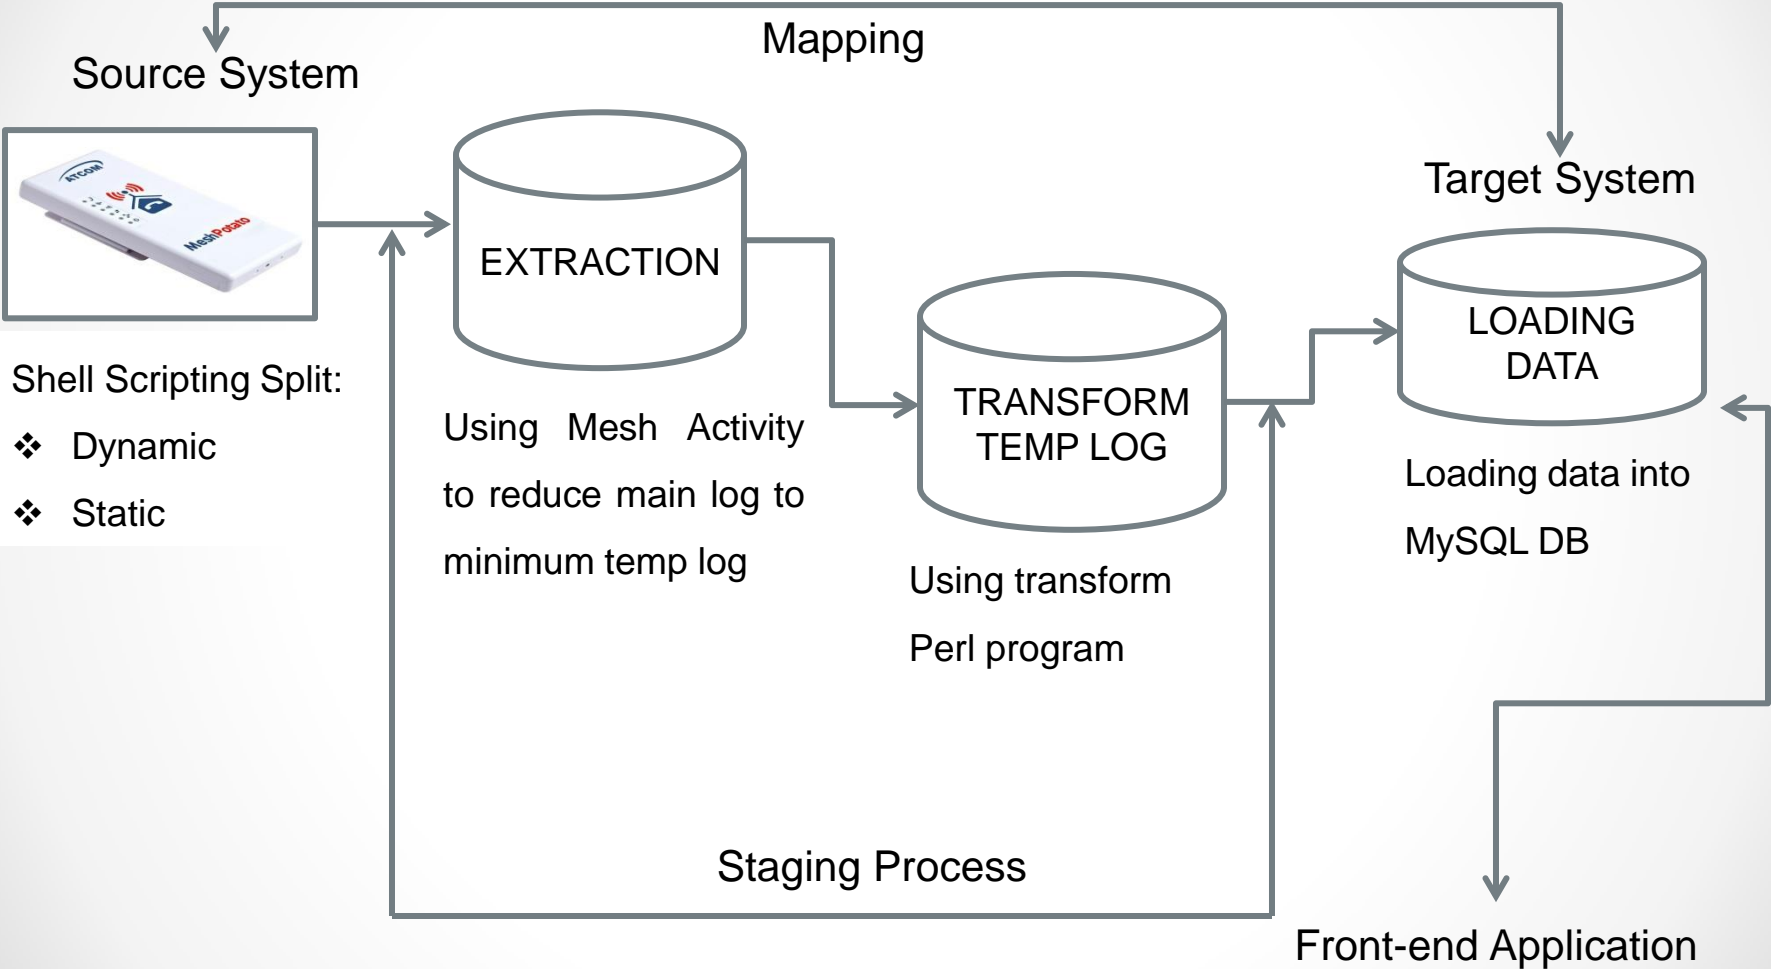 Mapping
Source System
ATCOM
MeshPotato
EXTRACTION
Target System
LOADING
DATA
TRANSFORM
TEMP LOG
Shell Scripting Split:
❖ Dynamic
❖ Static
Using Mesh Activity
to reduce main log to
minimum temp log
Using transform
Perl program
Loading data into
MySQL DB
Staging Process
Front-end Application